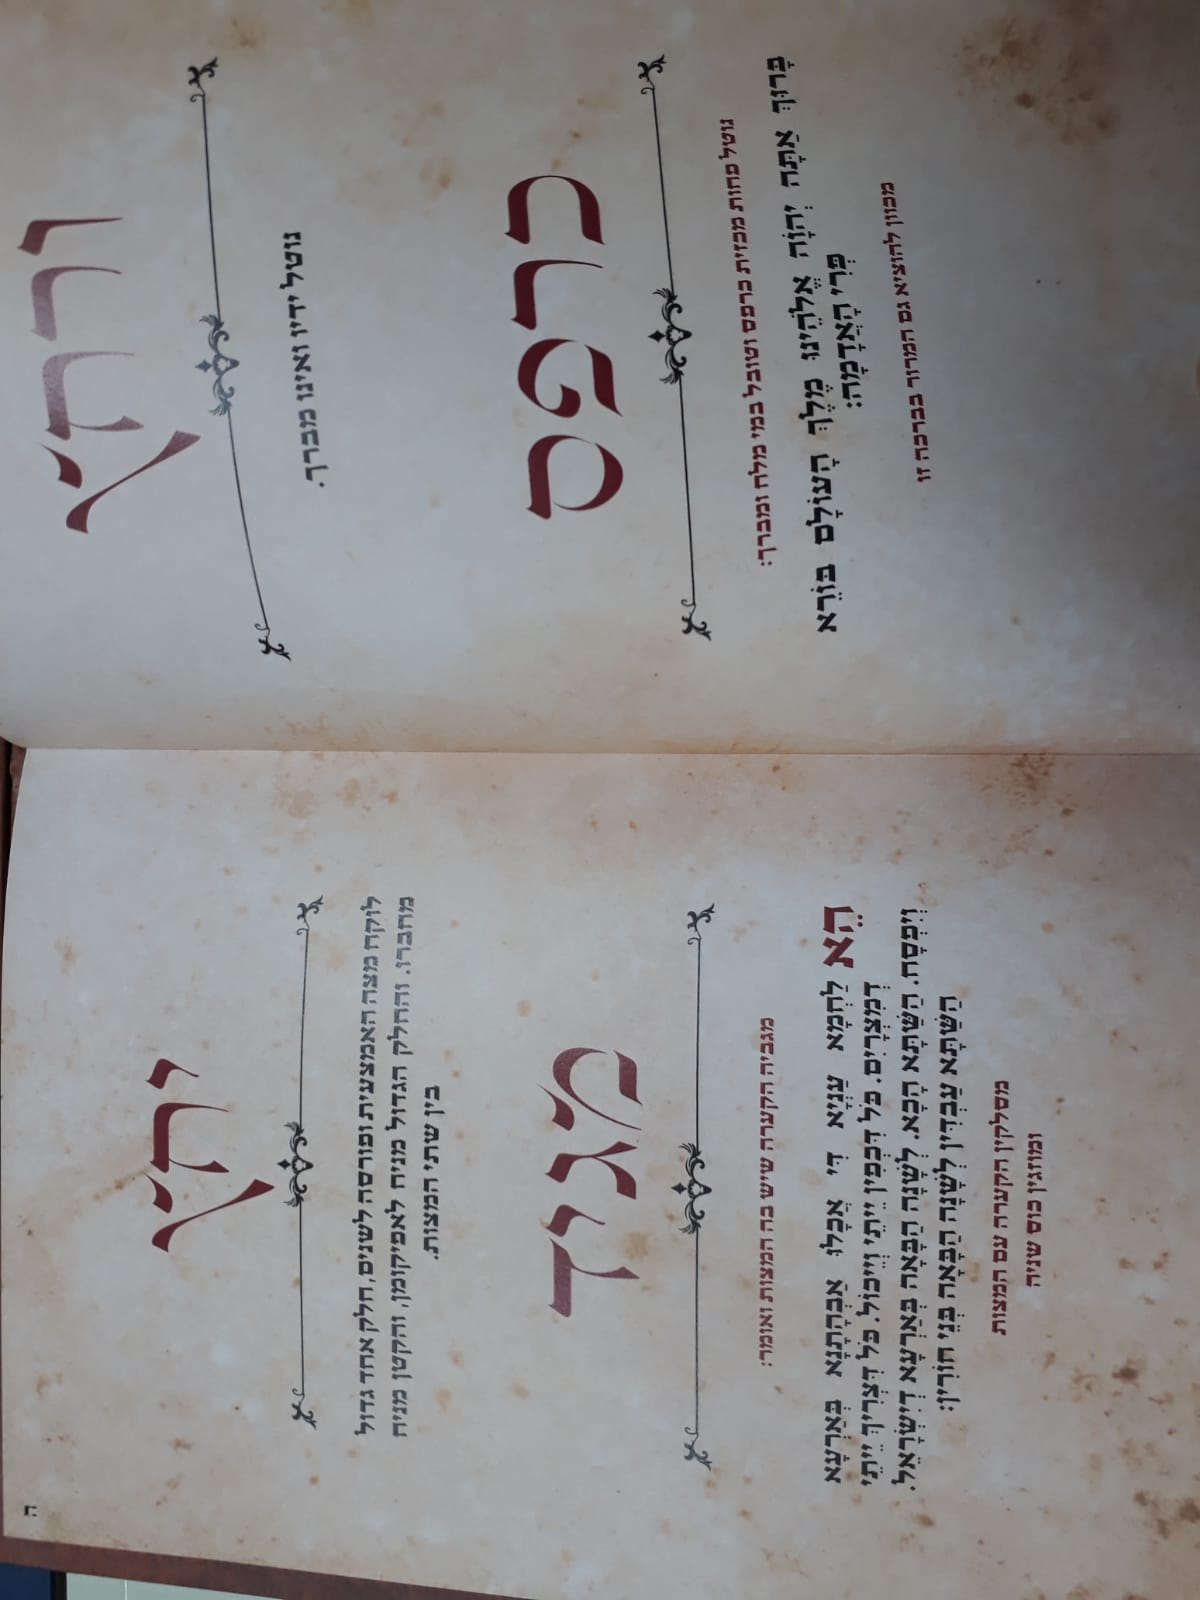 ורחץ
נוטל ידיו ואינו מברך.
כרפס
נוטל פחות מכזית כרפס וטובל במי מלח ומברך:
בָּרוּךְ אַתָּה יְהֹוָה אֱלֹהֵינוּ מֶלֶךְ הָעוֹלָם בּוֹרֵא
פְּרִי הָאֲדָמָה:
מכוון להוציא גם המרור בברכה זו
ח
יחץ
לוקח מצה האמצעית ופורסה לשנים, חלק אחד גדול
מחברו. והחלק הגדול מניח לאפיקומן, והקטן מניח
בין שתי המצות.
מגיד
מגביה הקערה שיש בה המצות ואומר:
הֵא לַחְמָא עַנְיָא דִּי אֲכָלוּ אַבְהָתָנָא בְּאַרְעָא
דְמִצְרָיִם. כָּל דִּכְפִין יֵיתֵי וְיֵיכוֹל. כָּל דִּצְרִיךְ יֵיתֵי
וְיִפְסָח. הָשַׁתָּא הָכָא. לְשָׁנָה הַבָּאָה בְּאַרְעָא דְיִשְׂרָאֵל.
הָשַׁתָּא עַבְדִין לְשָׁנָה הַבָּאָה בְּנֵי חוֹרִין:
מסלקין הקערה עם המצות
ומוזגין כוס שניה